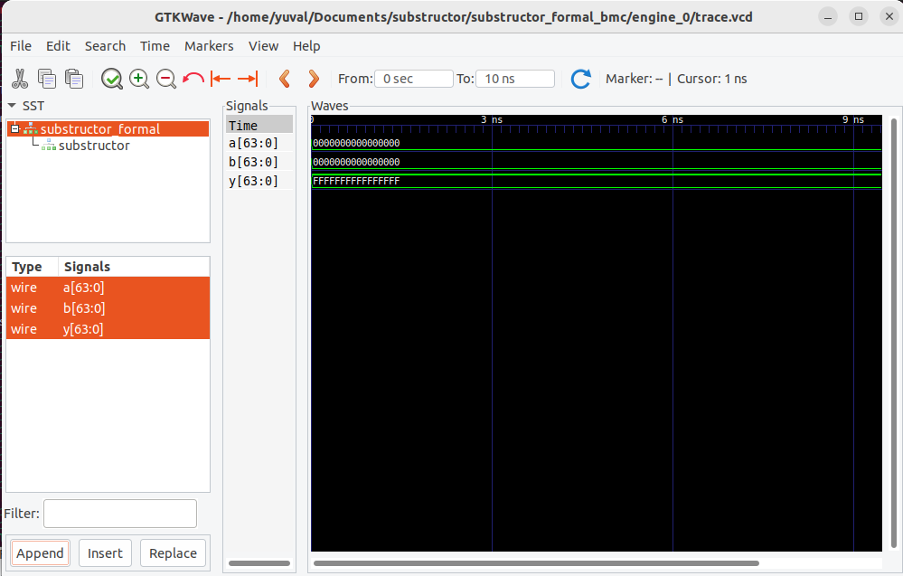 GTKWave - /home/yuval/Documents/substructor/substructor_formal_bmc/engine_0/trace.vcd
File Edit Search Time Markers View Help
From: 0 sec To: 10 ns Marker: -- | Cursor: 1 ns
SST
substructor_formal
substructor
Type Signals
wire a[63:0]
wire b[63:0]
wire y[63:0]
Filter:
Append Insert Replace
Signals
Time
a[63:0]
b[63:0]
y[63:0]
Waves
0 3 ns 6 ns 9 ns
0000000000000000
0000000000000000
FFFFFFFFFFFFFFFF